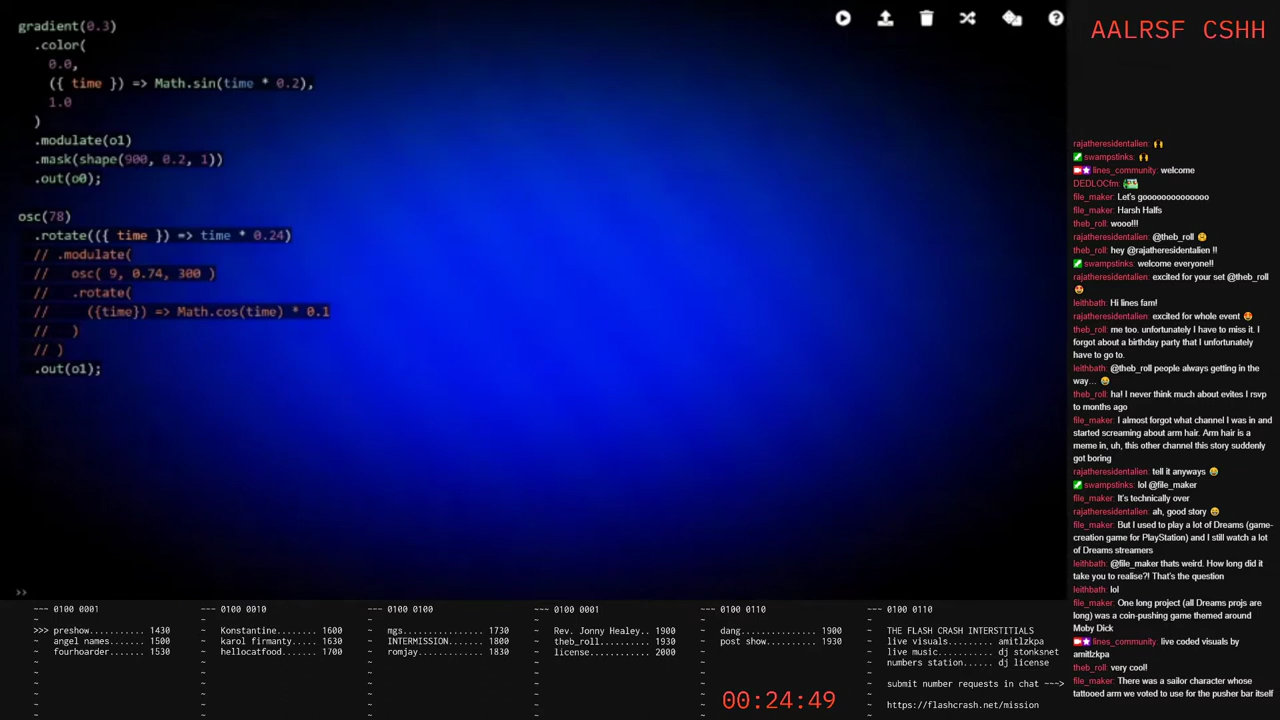 gradient(0.3)
.color(
0.0,
({ time }) => Math.sin(time * 0.2),
1.0
)
.modulate(o1)
.mask(shape(900, 0.2, 1))
.out(o0);
osc(78)
.rotate(({ time }) => time * 0.24)
// .modulate(
// osc( 9, 0.74, 300 )
// .rotate(
// ({time}) => Math.cos(time) * 0.1
// )
// )
.out(o1);
>>
AALRSF CSHH
rajatheresidentalien: 🙌
swampstinks: 🙌
lines_community: welcome
DEDLOCfm:
file_maker: Let's gooooooooooooo
file_maker: Harsh Halfs
theb_roll: wooo!!!
rajatheresidentalien: @theb_roll
theb_roll: hey @rajatheresidentalien !!
swampstinks: welcome everyone!!
rajatheresidentalien: excited for your set @theb_roll
😍
leithbath: Hi lines fam!
rajatheresidentalien: excited for whole event 😍
theb_roll: me too. unfortunately I have to miss it. I
forgot about a birthday party that I unfortunately
have to go to.
leithbath: @theb_roll people always getting in the
way... 😂
theb_roll: ha! I never think much about evites I rsvp
to months ago
file_maker: I almost forgot what channel I was in and
started screaming about arm hair. Arm hair is a
meme in, uh, this other channel this story suddenly
got boring
rajatheresidentalien: tell it anyways 😂
swampstinks: lol @file_maker
file_maker: It's technically over
rajatheresidentalien: ah, good story 😄
file_maker: But I used to play a lot of Dreams (game-
creation game for PlayStation) and I still watch a lot
of Dreams streamers
leithbath: @file_maker thats weird. How long did it
take you to realise?! That's the question
leithbath: lol
file_maker: One long project (all Dreams projs are
long) was a coin-pushing game themed around
Moby Dick
lines_community: live coded visuals by
amitlzkpa
theb_roll: very cool!
file_maker: There was a sailor character whose
tattooed arm we voted to use for the pusher bar itself
~~~ 0100 0001
~
>>> preshow.......... 1430
~ angel names...... 1500
~ fourhoarder...... 1530
~
~
~
~
~
~~~ 0100 0010
~
~ Konstantine....... 1600
~ karol firmanty.... 1630
~ hellocatfood...... 1700
~
~
~
~
~
~~~ 0100 0100
~
~ mgs............... 1730
~ INTERMISSION...... 1800
~ romjay............ 1830
~
~
~
~
~
~~~ 0100 0001
~
~ Rev. Jonny Healey.. 1900
~ theb_roll.......... 1930
~ license............ 2000
~
~
~
~
~
~~~ 0100 0110
~
~ dang.............. 1900
~ post show......... 1930
~
~
~
~
~
~
00:24:49
~~~ 0100 0110
~
~ THE FLASH CRASH INTERSTITIALS
~ live visuals..... amitlzkpa
~ live music..... dj stonksnet
~ numbers station... dj license
~
~ submit number requests in chat ~~~>
~
~ https://flashcrash.net/mission